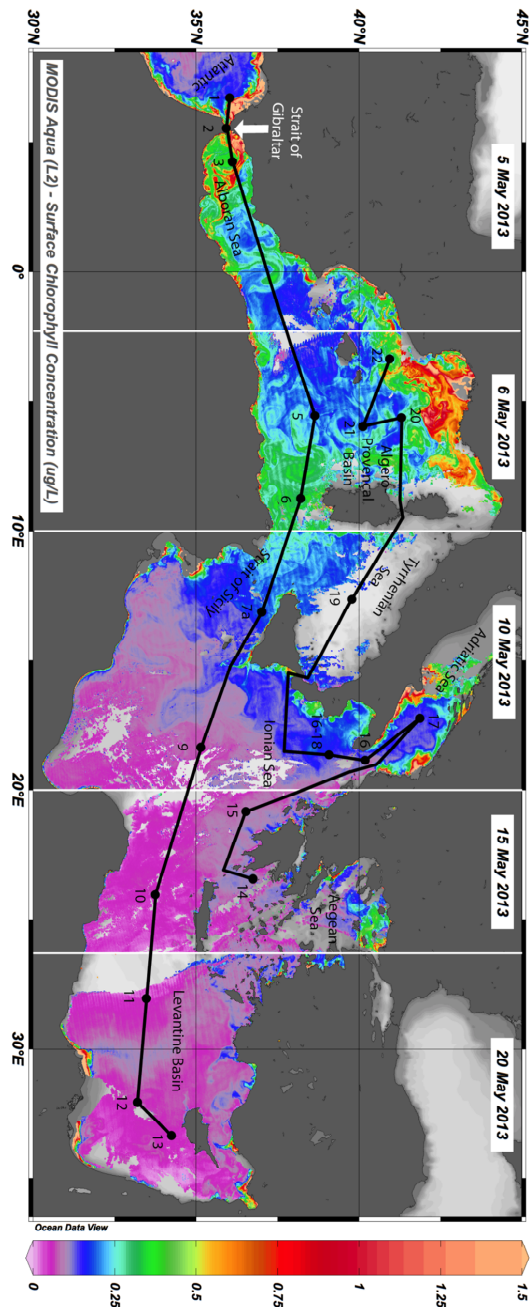 5 May 2013
6 May 2013
10 May 2013
15 May 2013
20 May 2013
45°N
40°N
35°N
30°N
0°
10°E
20°E
30°E
Atlantic
Strait of
Gibraltar
Alboran Sea
Algero
Provencal
Basin
Tyrrhenian
Sea
Strait of Sicily
Adriatic Sea
Ionian Sea
Aegean
Sea
Levantine Basin
1
2
3
5
6
7a
9
10
11
12
13
14
15
16
17
16-18
19
20
21
22
MODIS Aqua (L2) - Surface Chlorophyll Concentration (ug/L)
Ocean Data View
1.5
1.25
1
0.75
0.5
0.25
0